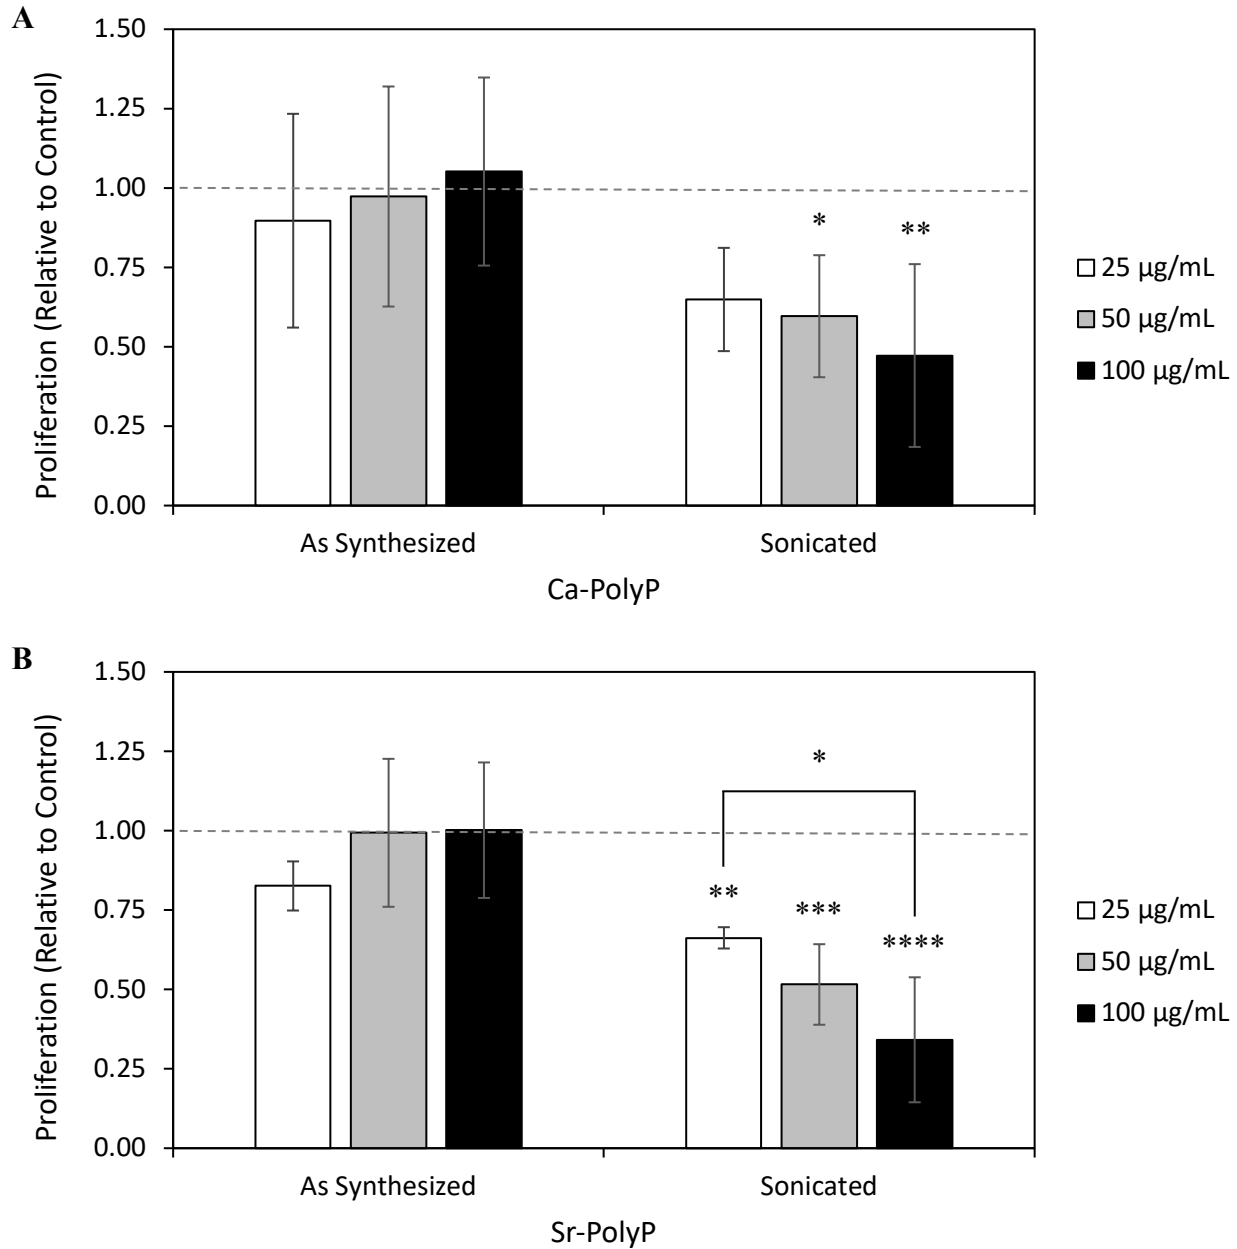 A
Proliferation (Relative to Control)
1.50
1.25
1.00
0.75
0.50
0.25
0.00
* **
As Synthesized Sonicated
Ca-PolyP
25 µg/mL
50 µg/mL
100 µg/mL
B
Proliferation (Relative to Control)
1.50
1.25
1.00
0.75
0.50
0.25
0.00
*
** *** ****
As Synthesized Sonicated
Sr-PolyP
25 µg/mL
50 µg/mL
100 µg/mL